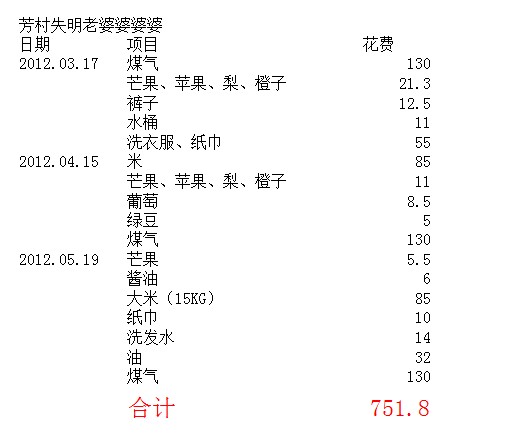 芳村失明老婆婆婆婆
日期 项目 花费
2012.03.17 煤气 130
芒果、苹果、梨、橙子 21.3
裤子 12.5
水桶 11
洗衣服、纸巾 55
2012.04.15 米 85
芒果、苹果、梨、橙子 11
葡萄 8.5
绿豆 5
煤气 130
2012.05.19 芒果 5.5
酱油 6
大米（15KG） 85
纸巾 10
洗发水 14
油 32
煤气 130
合计 751.8